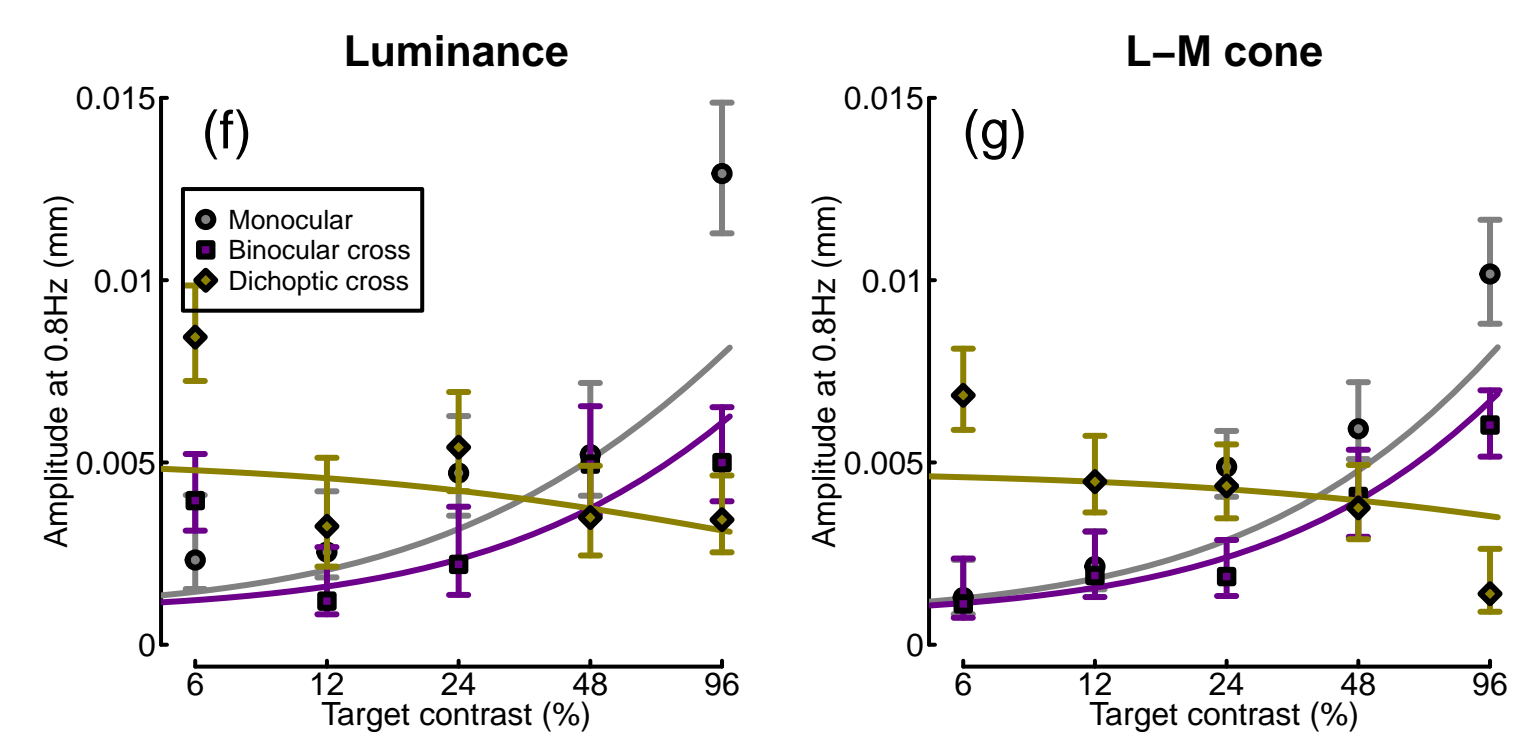 Luminance
0.015
(f)
Monocular
Binocular cross
Dichoptic cross
0.01
0.005
0
Amplitude at 0.8Hz (mm)
6 12 24 48 96
Target contrast (%)
L−M cone
0.015
(g)
0.01
0.005
0
Amplitude at 0.8Hz (mm)
6 12 24 48 96
Target contrast (%)